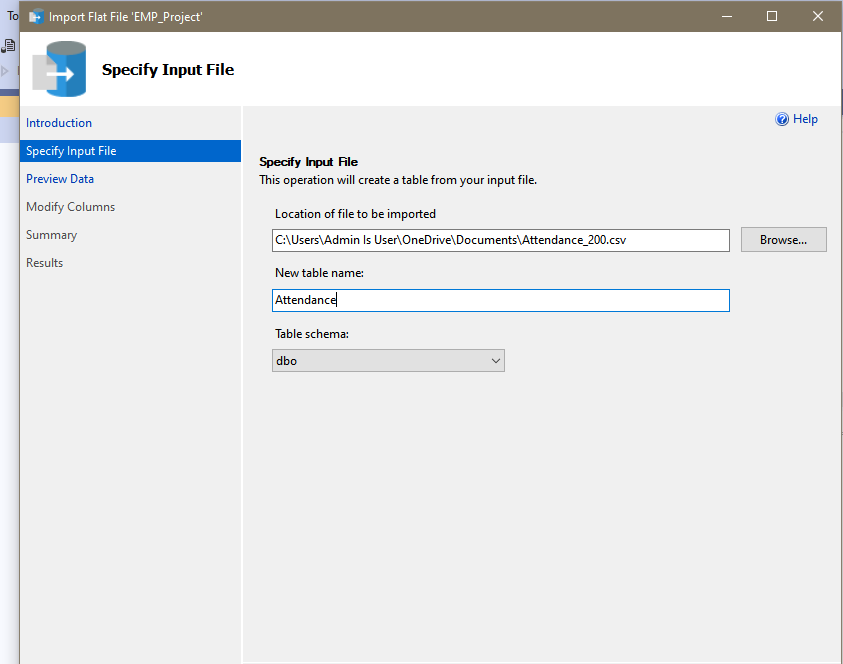 To
Import Flat File 'EMP_Project'
Specify Input File
Introduction
Help
Specify Input File
Preview Data
Modify Columns
Summary
Results
Specify Input File
This operation will create a table from your input file.
Location of file to be imported
C:\Users\Admin Is User\OneDrive\Documents\Attendance_200.csv
Browse...
New table name:
Attendance
Table schema:
dbo